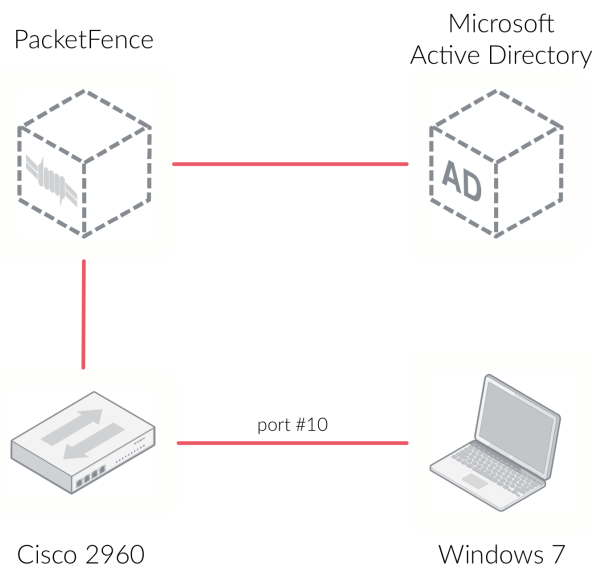 PacketFence
Microsoft
Active Directory
AD
port #10
Cisco 2960
Windows 7